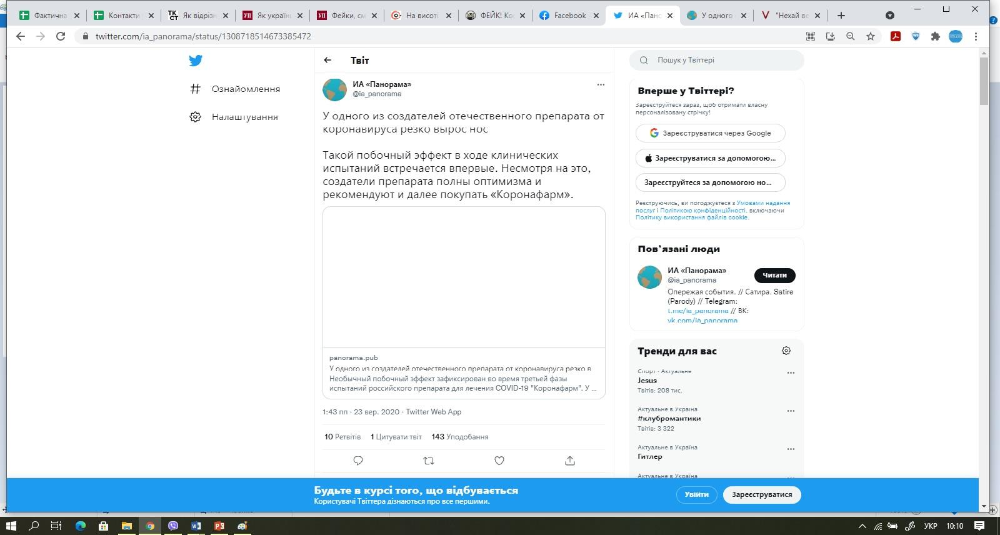 Фактична
Контакти
ТК СТ Як відрізн
УП Як україн
УП Фейки, см
На висоті
ФЕЙК! Ко
Facebook
ИА «Пано
У одного
"Нехай ве
twitter.com/ia_panorama/status/1308718514673385472
Ознайомлення
Налаштування
Твіт
ИА «Панорама»
@ia_panorama
У одного из создателей отечественного препарата от
коронавируса резко вырос нос
Такой побочный эффект в ходе клинических
испытаний встречается впервые. Несмотря на это,
создатели препарата полны оптимизма и
рекомендуют и далее покупать «Коронафарм».
panorama.pub
У одного из создателей отечественного препарата от коронавируса резко в
Необычный побочный эффект зафиксирован во время третьей фазы
испытаний российского препарата для лечения COVID-19 "Коронафарм". У ...
1:43 пп · 23 вер. 2020 · Twitter Web App
10 Ретвітів 1 Цитувати твіт 143 Уподобання
Пошук у Твіттері
Вперше у Твіттері?
Зареєструйтеся зараз, щоб отримати власну
персоналізовану стрічку!
Зареєструватися через Google
Зареєструватися за допомогою...
Зареєструйтеся за допомогою но...
Реєструючись, ви погоджуєтеся з Умовами надання
послуг і Політикою конфіденційності, включаючи
Політику використання файлів cookie.
Пов’язані люди
ИА «Панорама»
@ia_panorama
Читати
Опережая события. // Сатира. Satire
(Parody) // Telegram:
t.me/ia_panorama // ВК:
vk.com/ia_panorama
Тренди для вас
Спорт · Актуальне
Jesus
Твітів: 208 тис.
Актуальне в Україна
#клубромантики
Твітів: 3 322
Актуальне в Україна
Гитлер
Актуальне в Україна
Будьте в курсі того, що відбувається
Користувачі Твіттера дізнаються про все першими.
Увійти
Зареєструватися
УКР
10:10